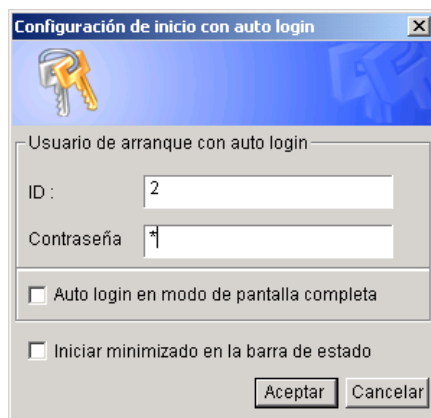 Configuración de inicio con auto login
Usuario de arranque con auto login
ID : 2
Contraseña *
Auto login en modo de pantalla completa
Iniciar minimizado en la barra de estado
Aceptar Cancelar